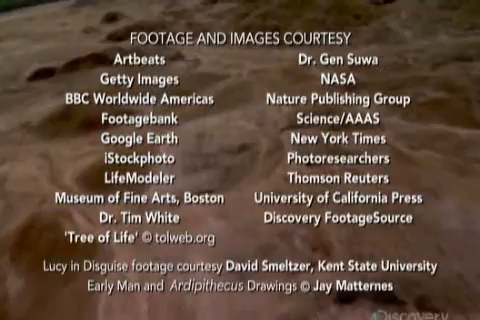 FOOTAGE AND IMAGES COURTESY
Artbeats
Getty Images
BBC Worldwide Americas
Footagebank
Google Earth
iStockphoto
LifeModeler
Museum of Fine Arts, Boston
Dr. Tim White
'Tree of Life' © tolweb.org
Dr. Gen Suwa
NASA
Nature Publishing Group
Science/AAAS
New York Times
Photoresearchers
Thomson Reuters
University of California Press
Discovery FootageSource
Lucy in Disguise footage courtesy David Smeltzer, Kent State University
Early Man and Ardipithecus Drawings © Jay Matternes
Discovery